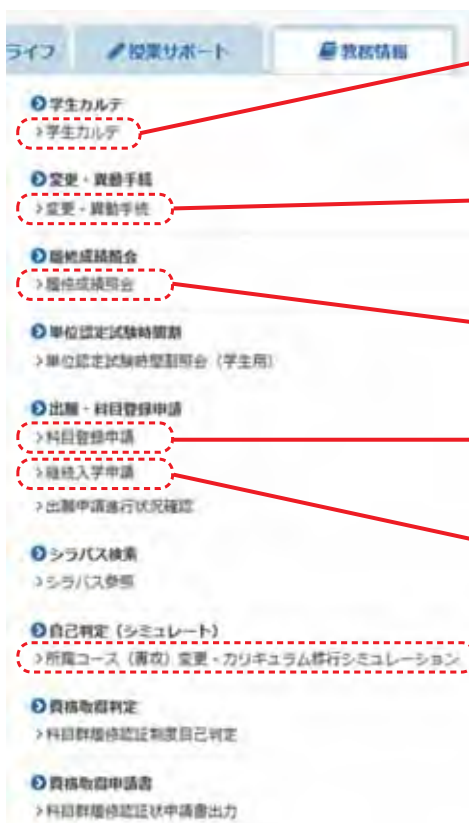 ライフ 授業サポート 教務情報
学生カルテ
>学生カルテ
変更・異動手続
>変更・異動手続
履修成績照会
>履修成績照会
単位認定試験時間割
>単位認定試験時間割照会(学生用)
出願・科目登録申請
>科目登録申請
>継続入学申請
>出願申請進行状況確認
シラバス検索
>シラバス参照
自己判定(シミュレート)
>所属コース(専攻)変更・カリキュラム移行シミュレーション
資格取得判定
>科目群履修認証制度自己判定
資格取得申請書
>科目群履修認証状申請書出力